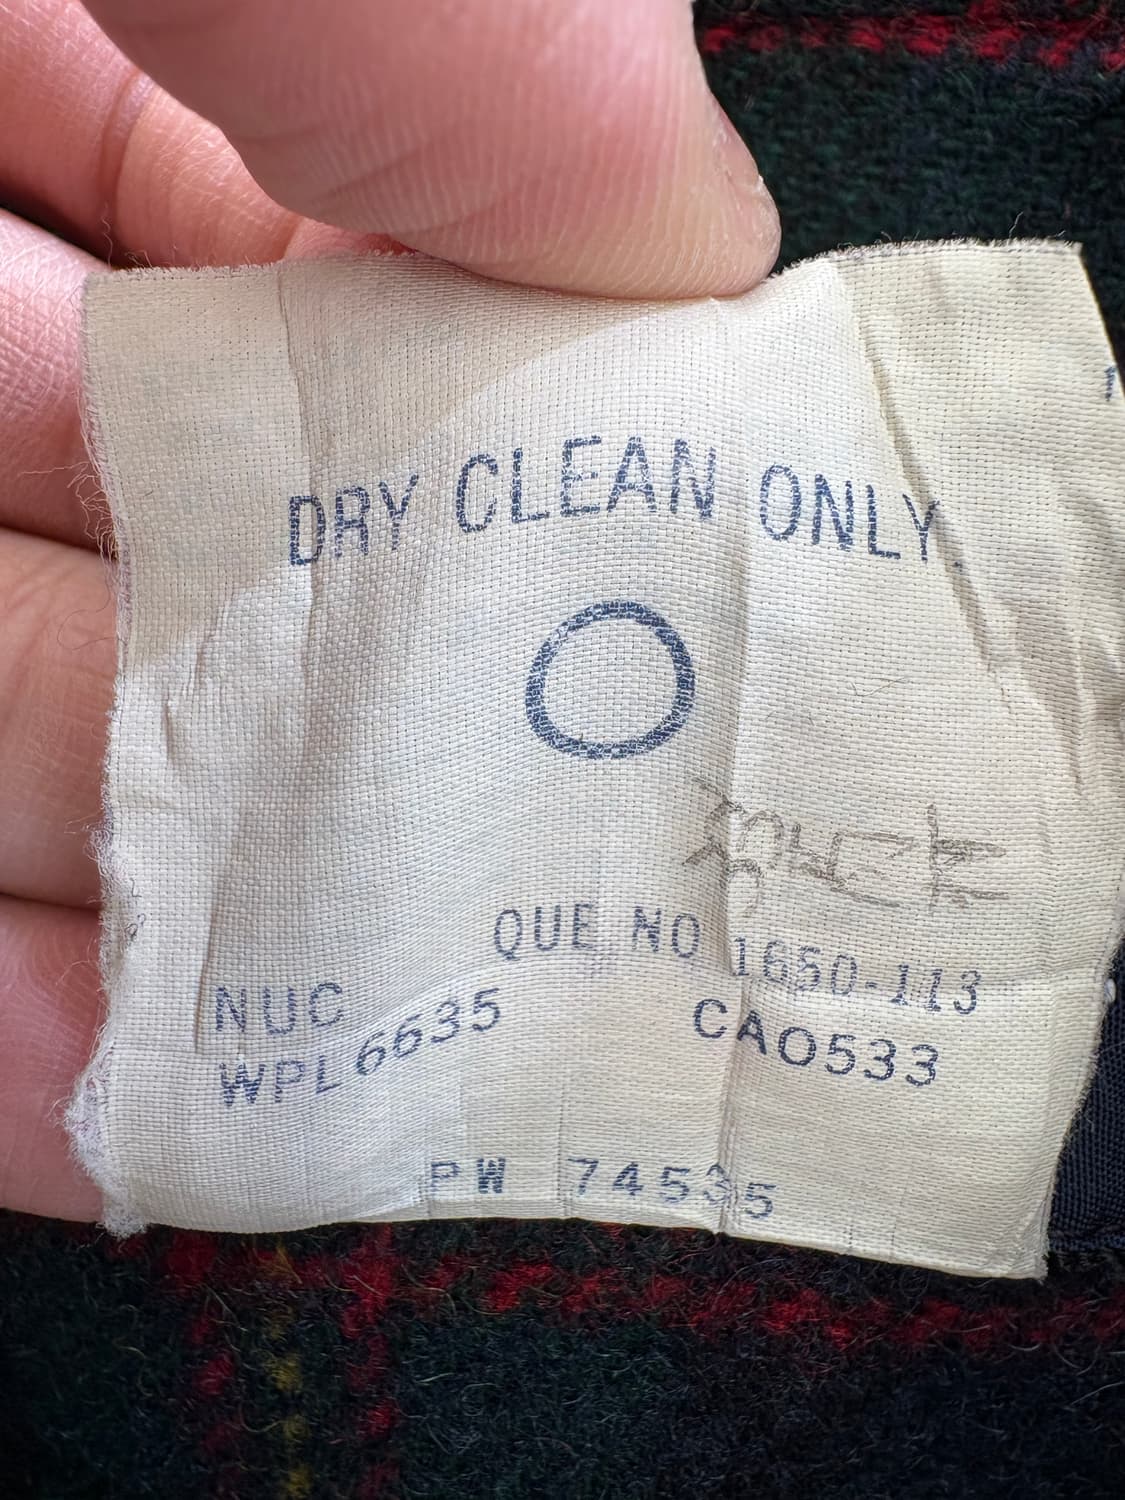 DRY CLEAN ONLY.
QUE NO 1650-113
NUC
WPL6635 CA0533
PW 74535